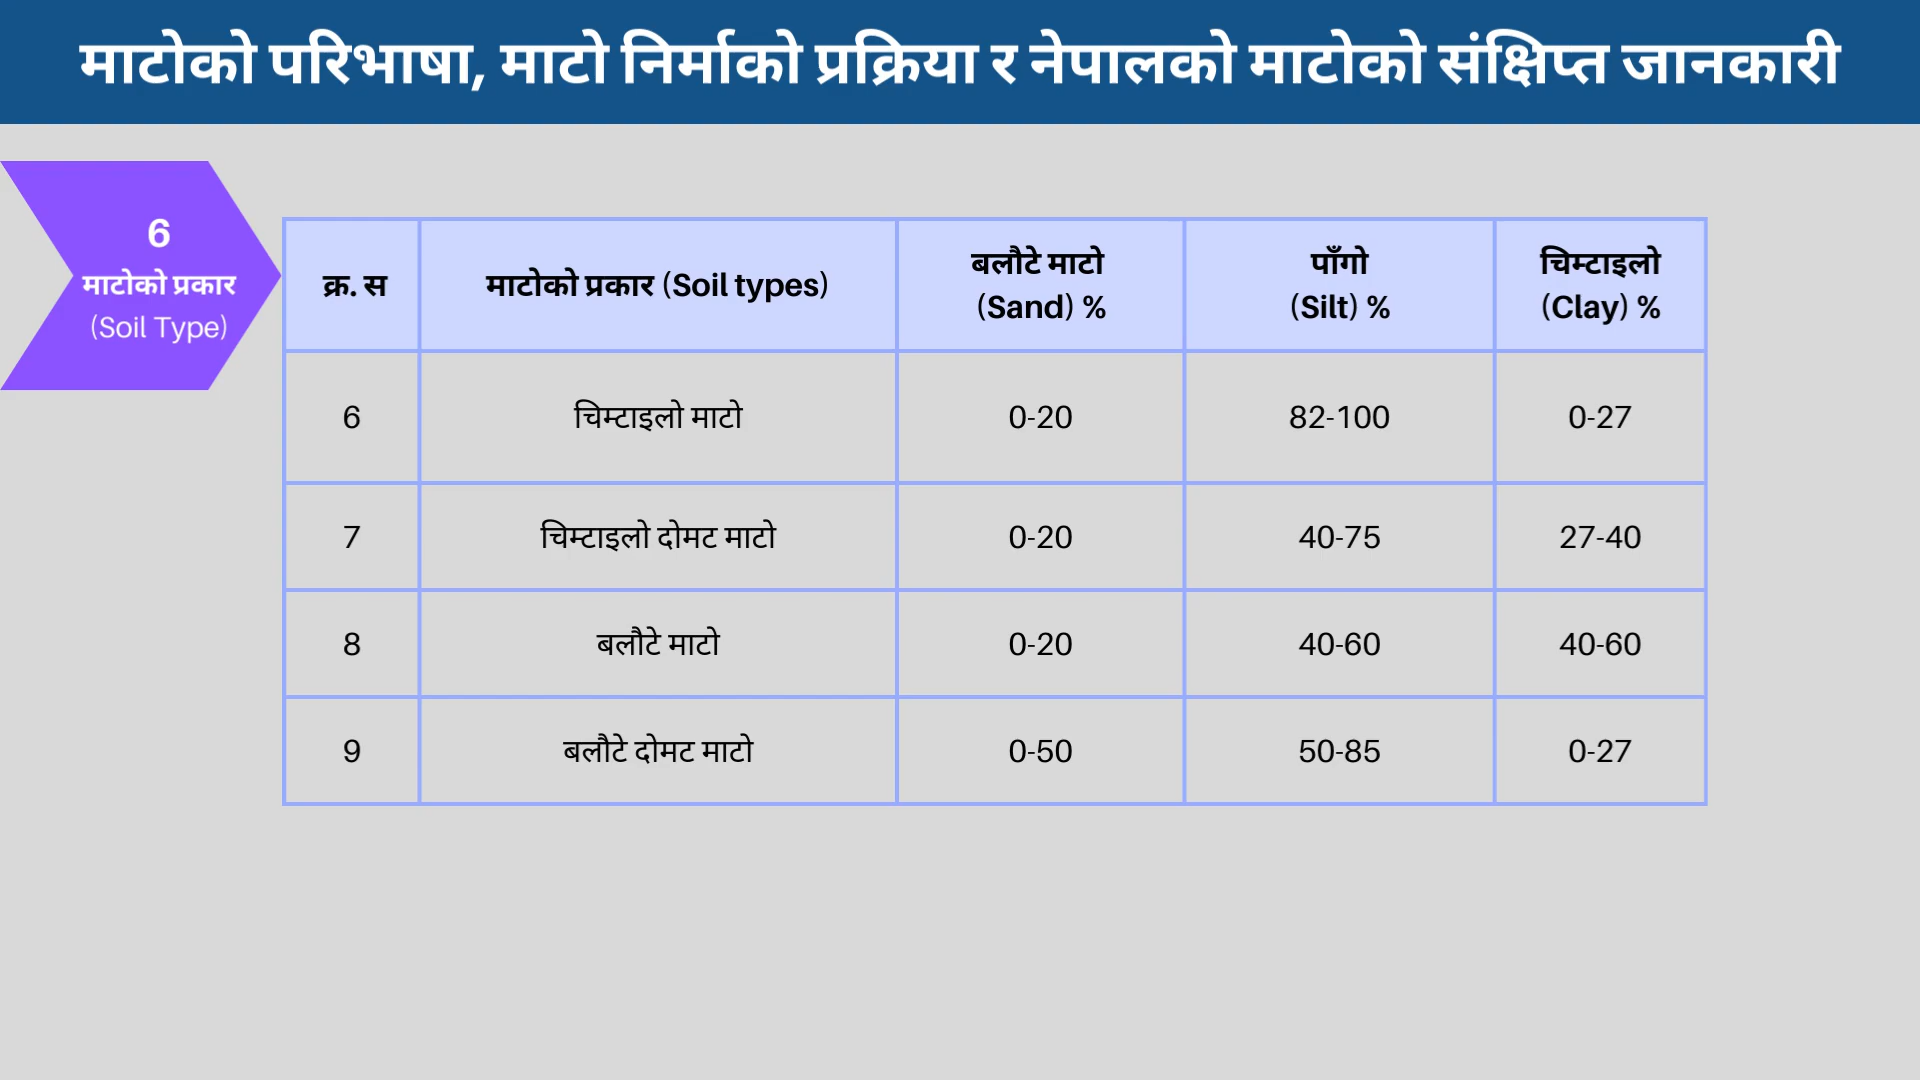 माटोको परिभाषा, माटो निर्माको प्रक्रिया र नेपालको माटोको संक्षिप्त जानकारी
6
माटोको प्रकार
(Soil Type)
क्र. स माटोको प्रकार (Soil types) बलौटे माटो (Sand) % पाँगो (Silt) % चिम्टाइलो (Clay) %
6 चिम्टाइलो माटो 0-20 82-100 0-27
7 चिम्टाइलो दोमट माटो 0-20 40-75 27-40
8 बलौटे माटो 0-20 40-60 40-60
9 बलौटे दोमट माटो 0-50 50-85 0-27